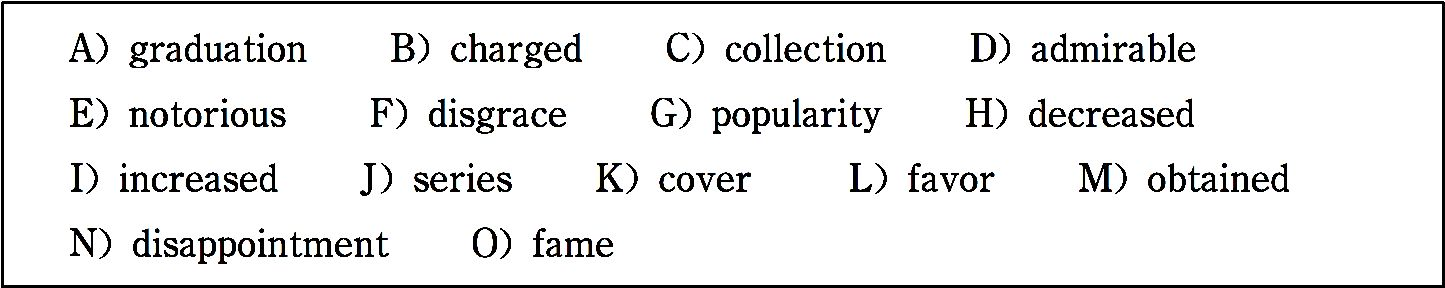 A) graduation B) charged C) collection D) admirable
E) notorious F) disgrace G) popularity H) decreased
I) increased J) series K) cover L) favor M) obtained
N) disappointment O) fame